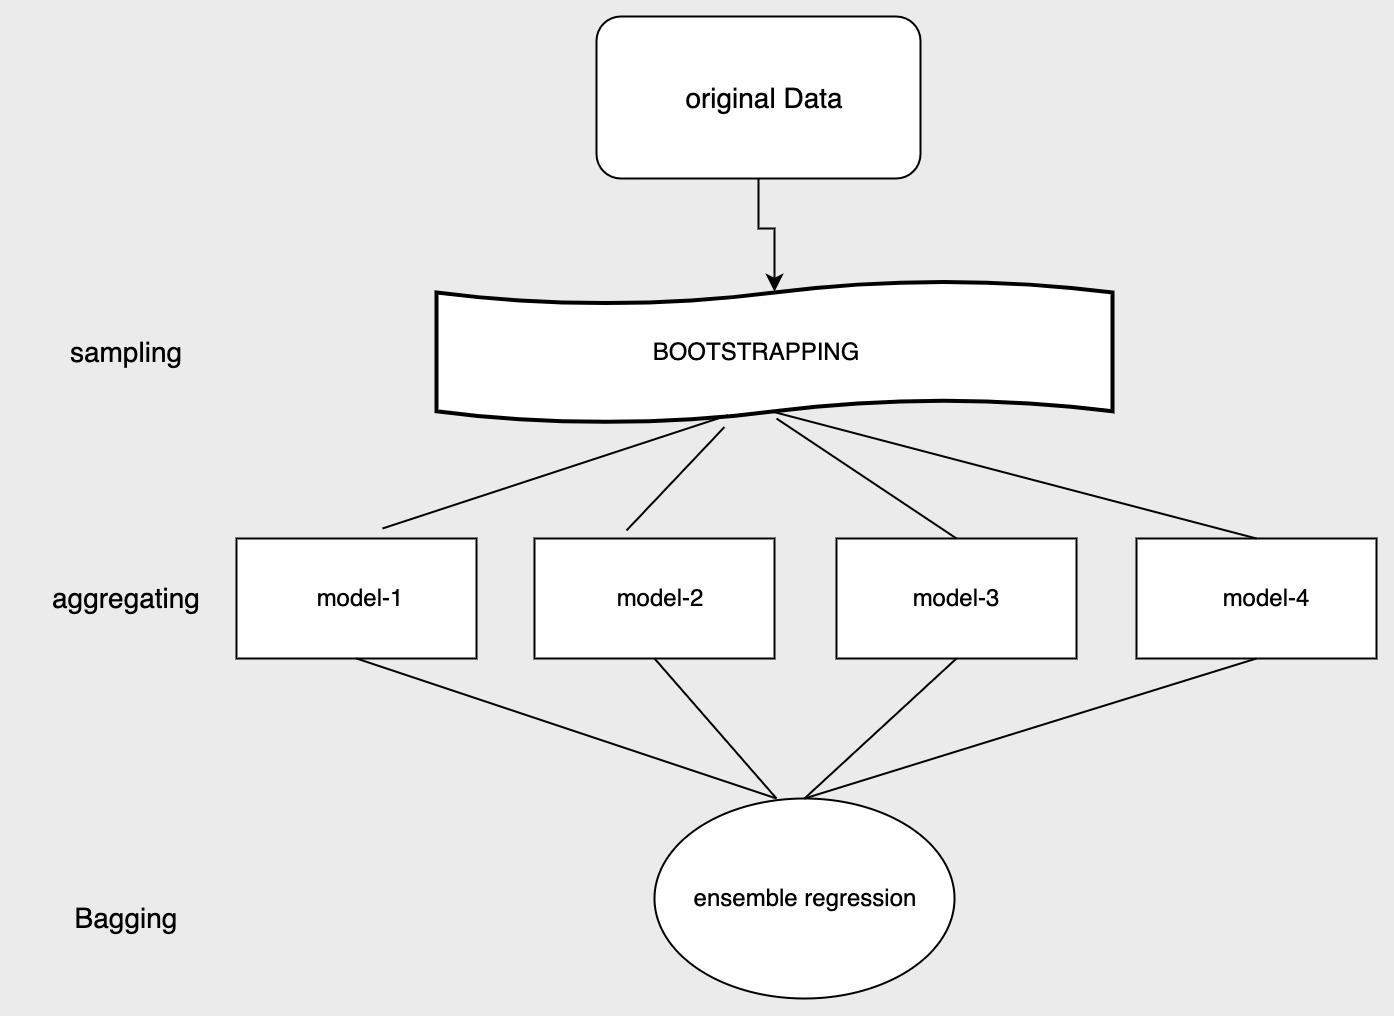 original Data
sampling
BOOTSTRAPPING
aggregating
model-1
model-2
model-3
model-4
Bagging
ensemble regression